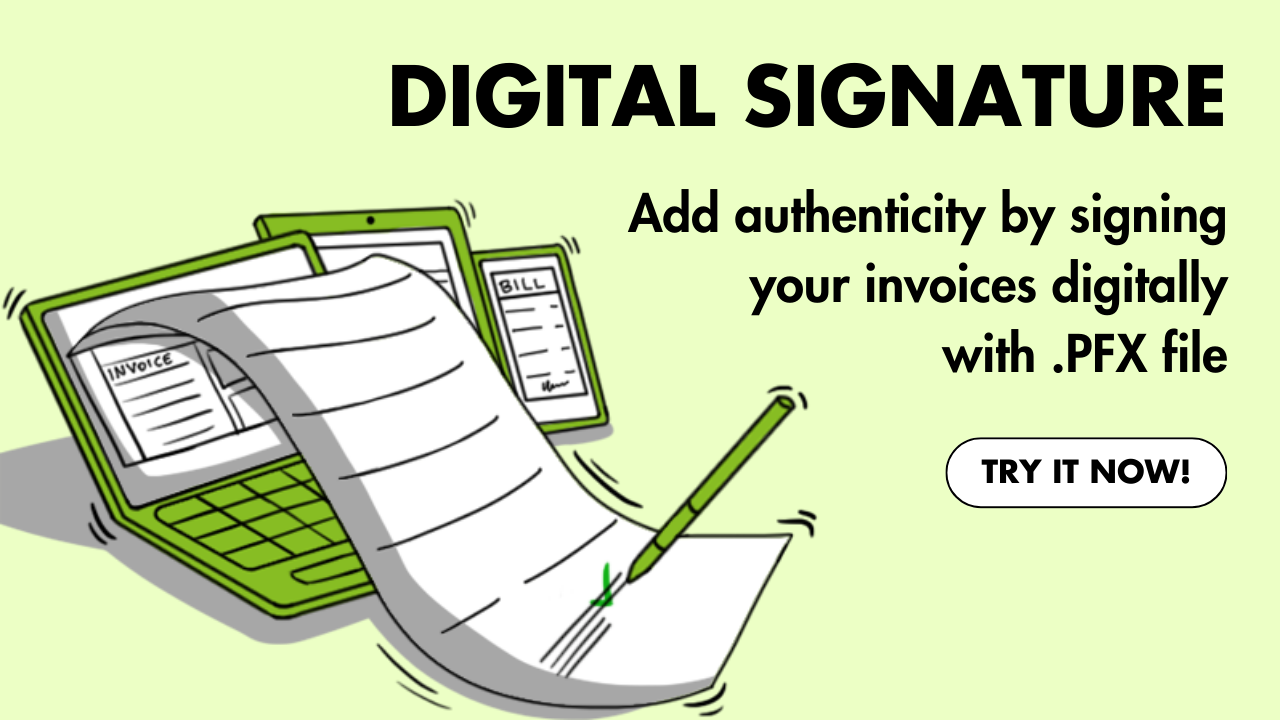 DIGITAL SIGNATURE
Add authenticity by signing
your invoices digitally
with .PFX file
TRY IT NOW!
BILL
INVOICE